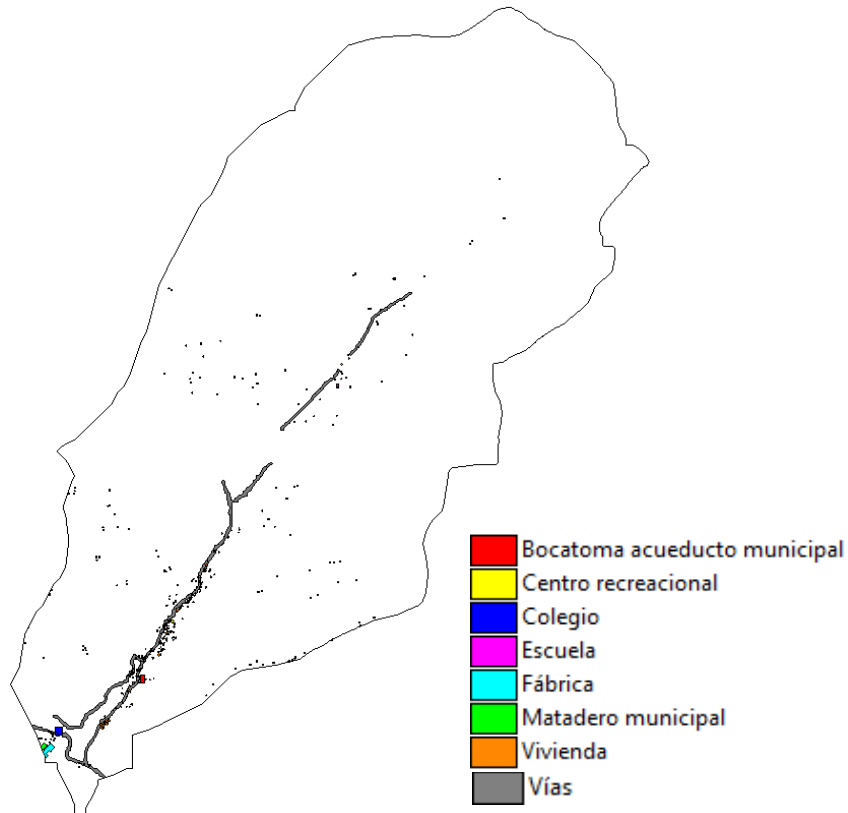 Bocatoma acueducto municipal
Centro recreacional
Colegio
Escuela
Fábrica
Matadero municipal
Vivienda
Vías